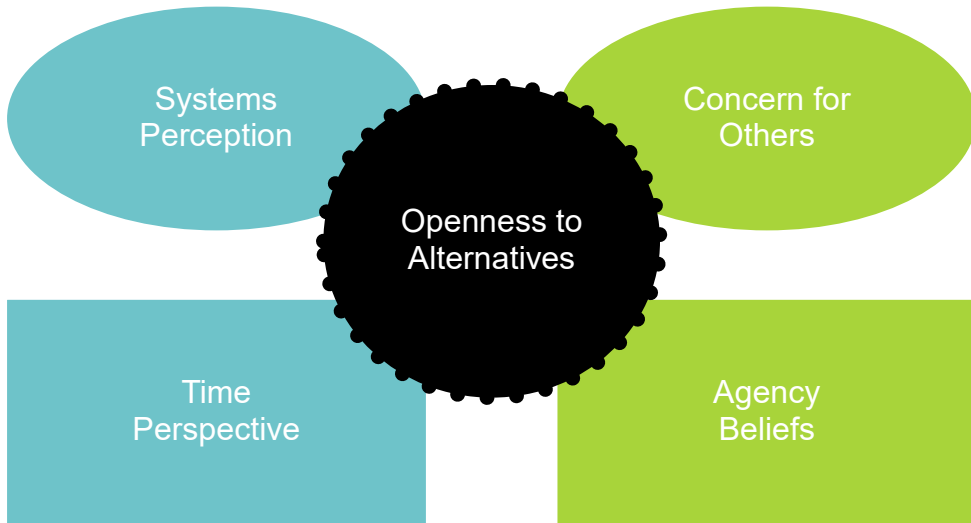 Systems
Perception
Concern for
Others
Openness to
Alternatives
Time
Perspective
Agency
Beliefs